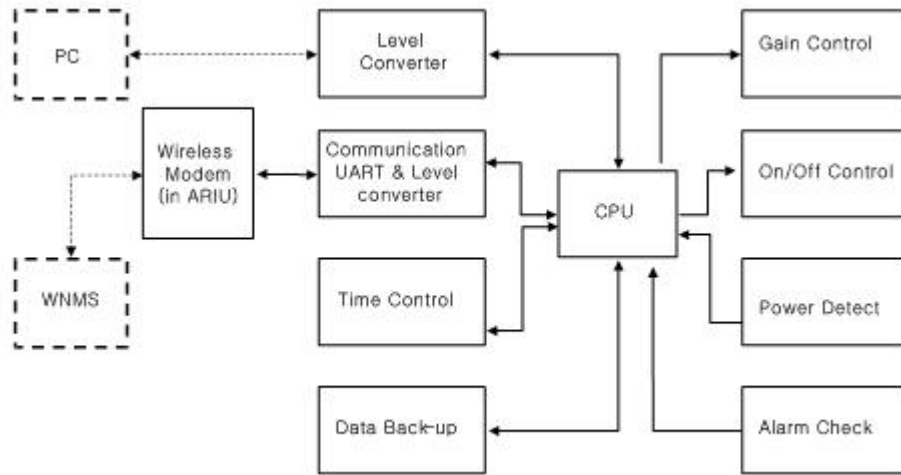 PC
Level
Converter
Gain Control
Wireless
Modem
(in ARIU)
Communication
UART & Level
converter
CPU
On/Off Control
WNMS
Time Control
Power Detect
Data Back-up
Alarm Check